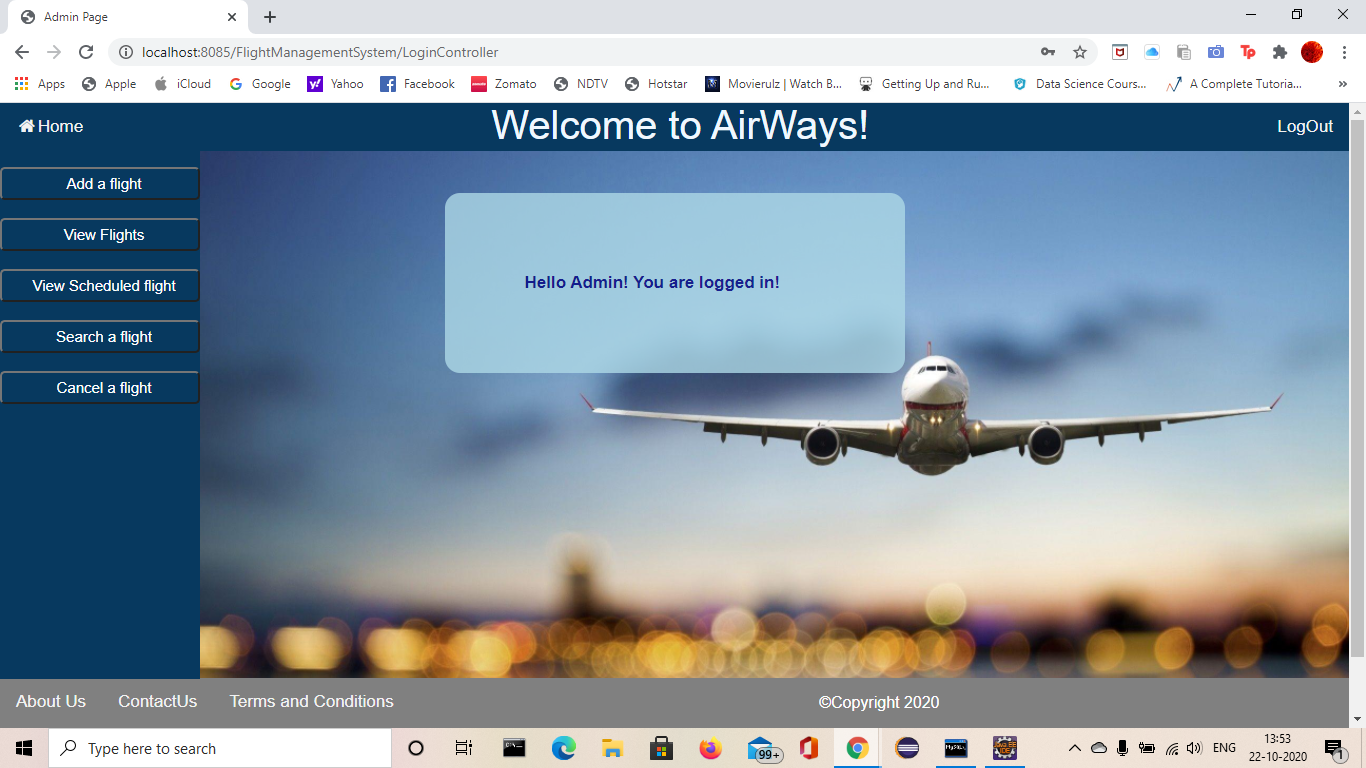 Admin Page
localhost:8085/FlightManagementSystem/LoginController
Apps Apple iCloud Google Yahoo Facebook Zomato NDTV Hotstar Movierulz | Watch B... Getting Up and Ru... Data Science Cours... A Complete Tutoria... »
Home Welcome to AirWays! LogOut
Add a flight
View Flights
View Scheduled flight
Search a flight
Cancel a flight
Hello Admin! You are logged in!
About Us ContactUs Terms and Conditions ©Copyright 2020
Type here to search
99+
ENG
13:53
22-10-2020
1